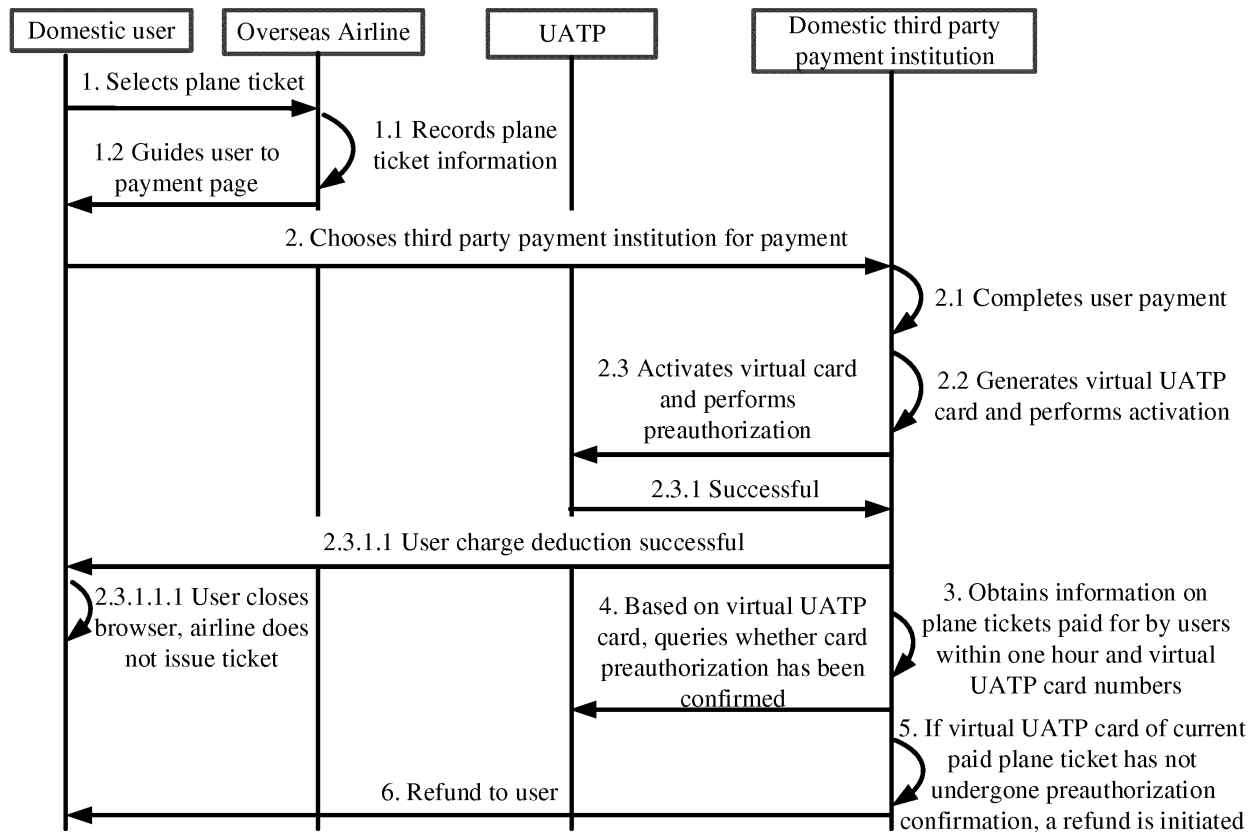 Domestic user
Overseas Airline
UATP
Domestic third party
payment institution
1. Selects plane ticket
1.1 Records plane
ticket information
1.2 Guides user to
payment page
2. Chooses third party payment institution for payment
2.1 Completes user payment
2.2 Generates virtual UATP
card and performs activation
2.3 Activates virtual card
and performs
preauthorization
2.3.1 Successful
2.3.1.1 User charge deduction successful
2.3.1.1.1 User closes
browser, airline does
not issue ticket
3. Obtains information on
plane tickets paid for by users
within one hour and virtual
UATP card numbers
4. Based on virtual UATP
card, queries whether card
preauthorization has been
confirmed
5. If virtual UATP card of current
paid plane ticket has not
undergone preauthorization
confirmation, a refund is initiated
6. Refund to user